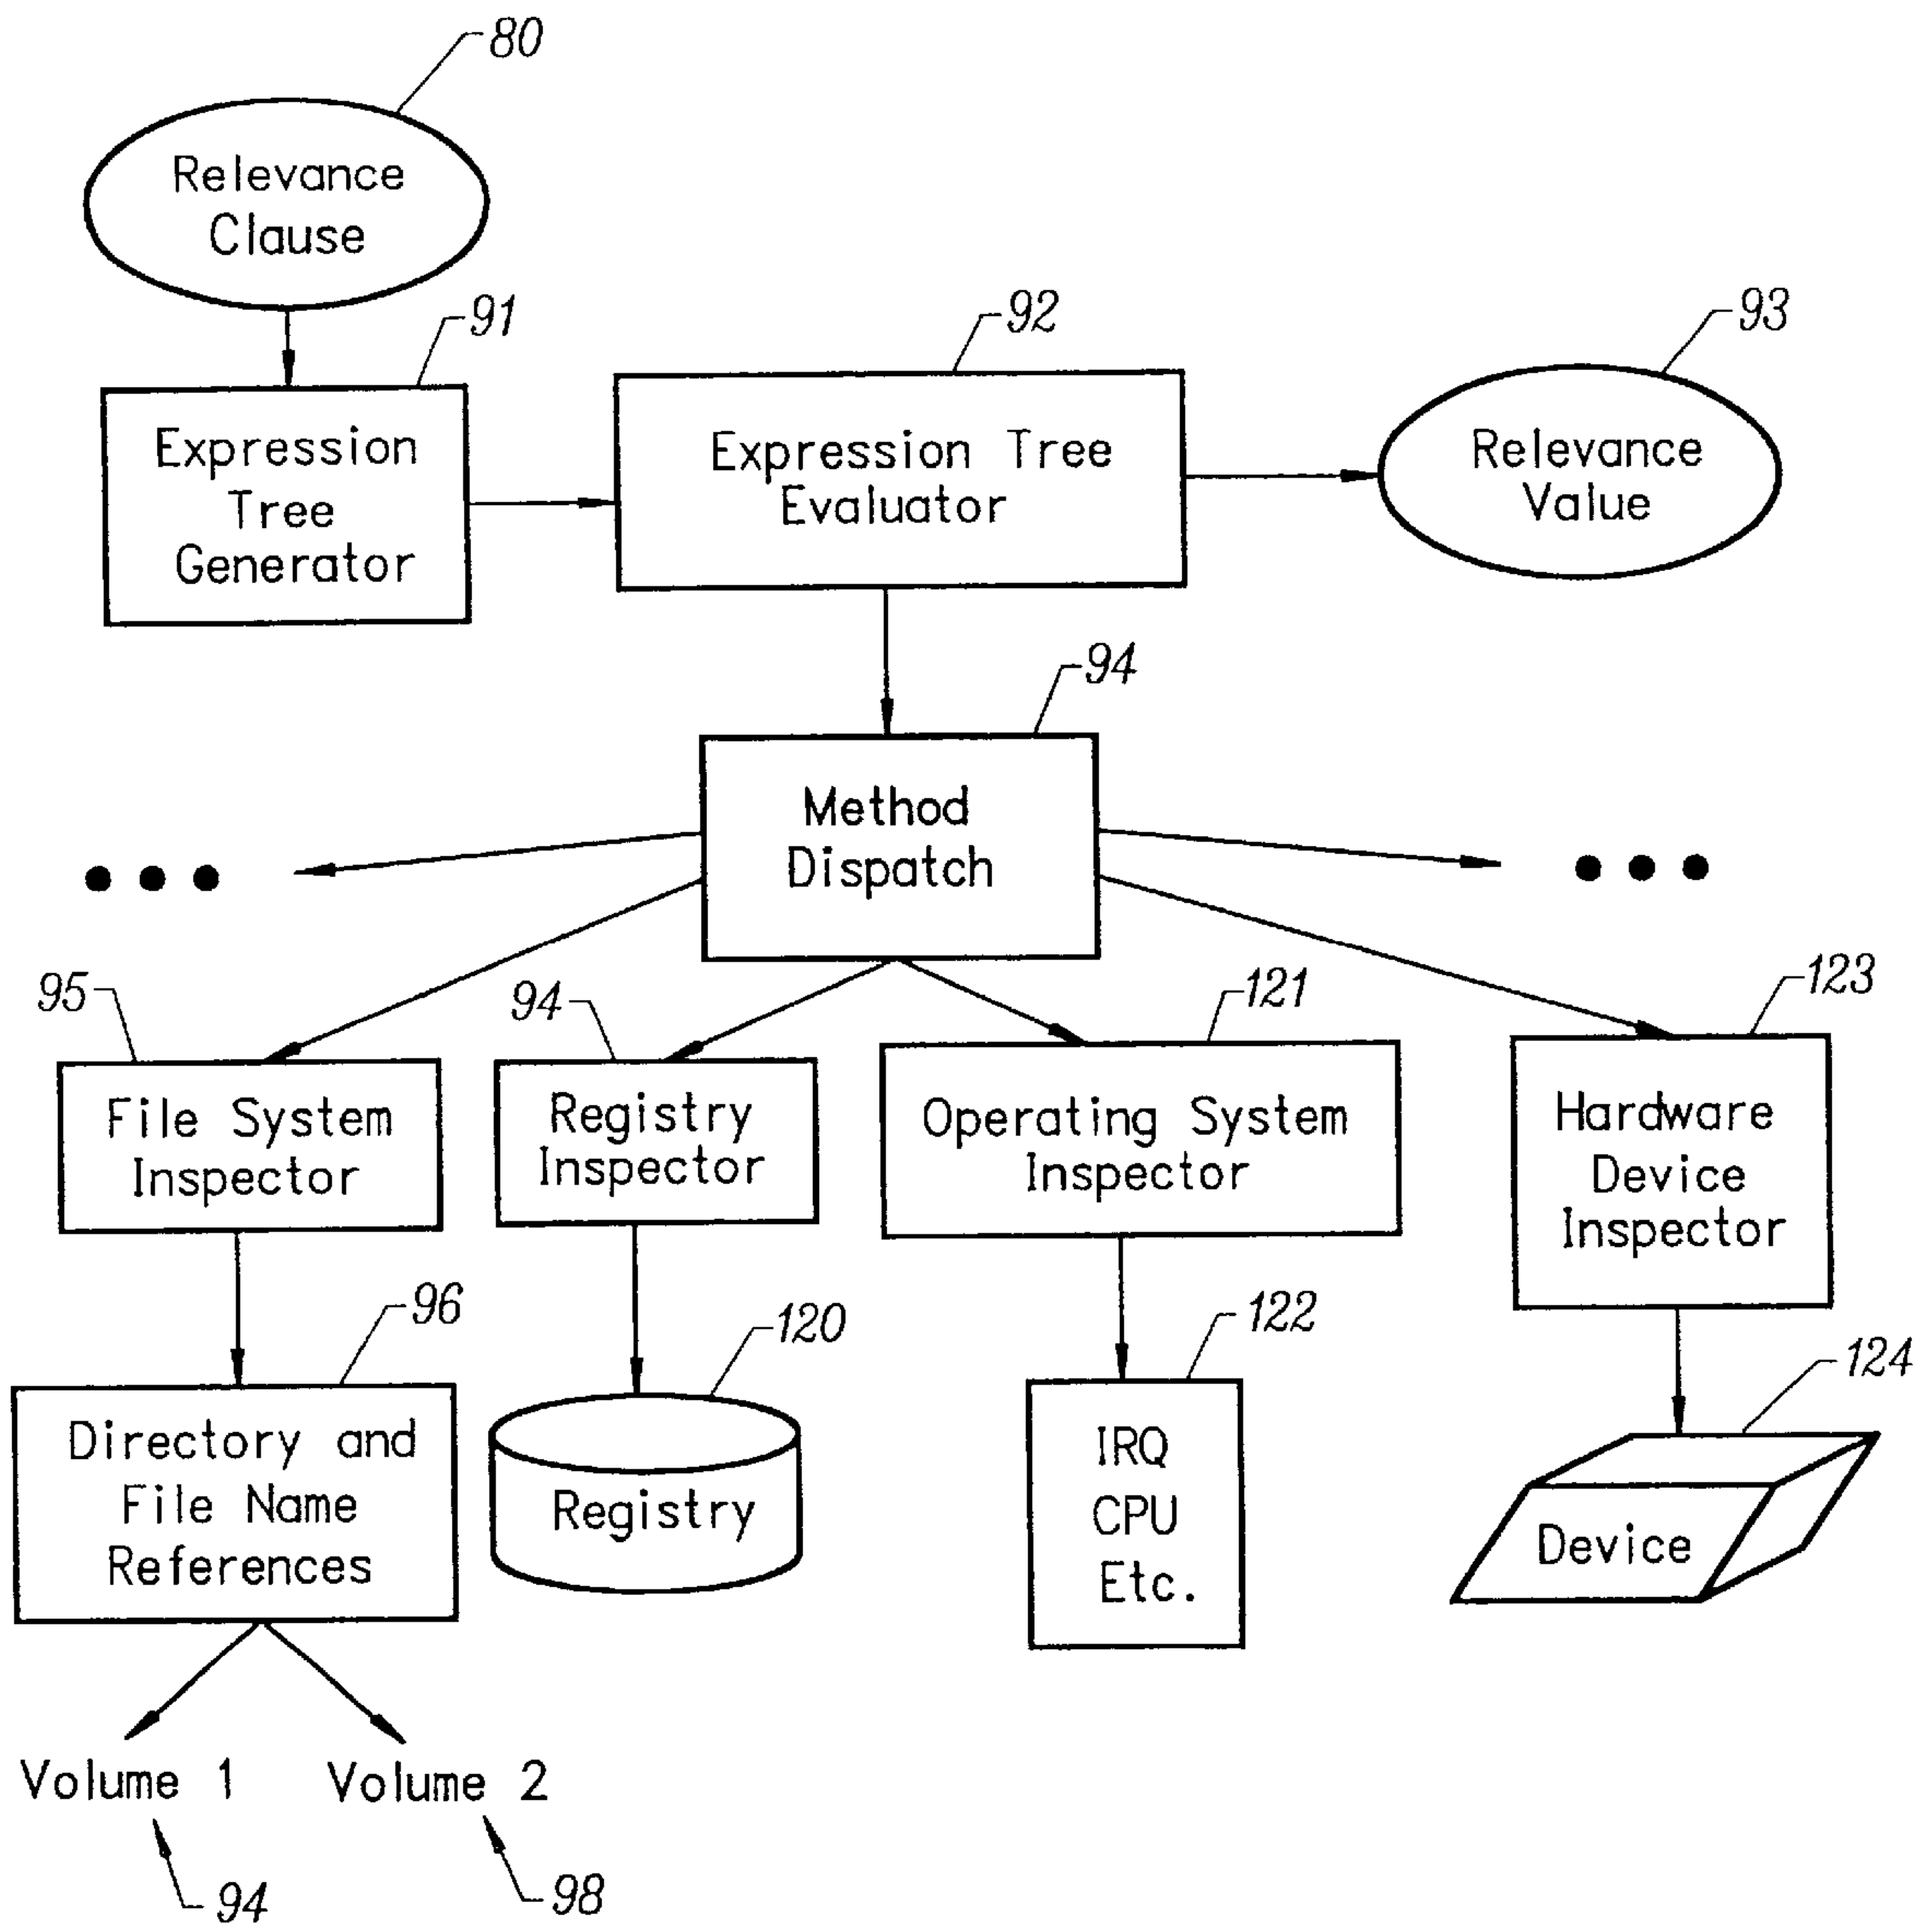 80
Relevance
Clause
91
92
93
Expression
Tree
Generator
Expression Tree
Evaluator
Relevance
Value
94
Method
Dispatch
95
94
121
123
File System
Inspector
Registry
Inspector
Operating System
Inspector
Hardware
Device
Inspector
96
120
122
124
Directory and
File Name
References
Registry
IRQ
CPU
Etc.
Device
Volume 1
Volume 2
94
98